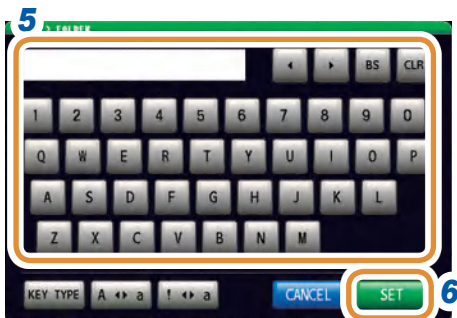 5
> FOLDER
◀ ▶ BS CLR
1 2 3 4 5 6 7 8 9 0
Q W E R T Y U I O P
A S D F G H J K L
Z X C V B N M
KEY TYPE A ◀▶ a ! ◀▶ a CANCEL SET 6